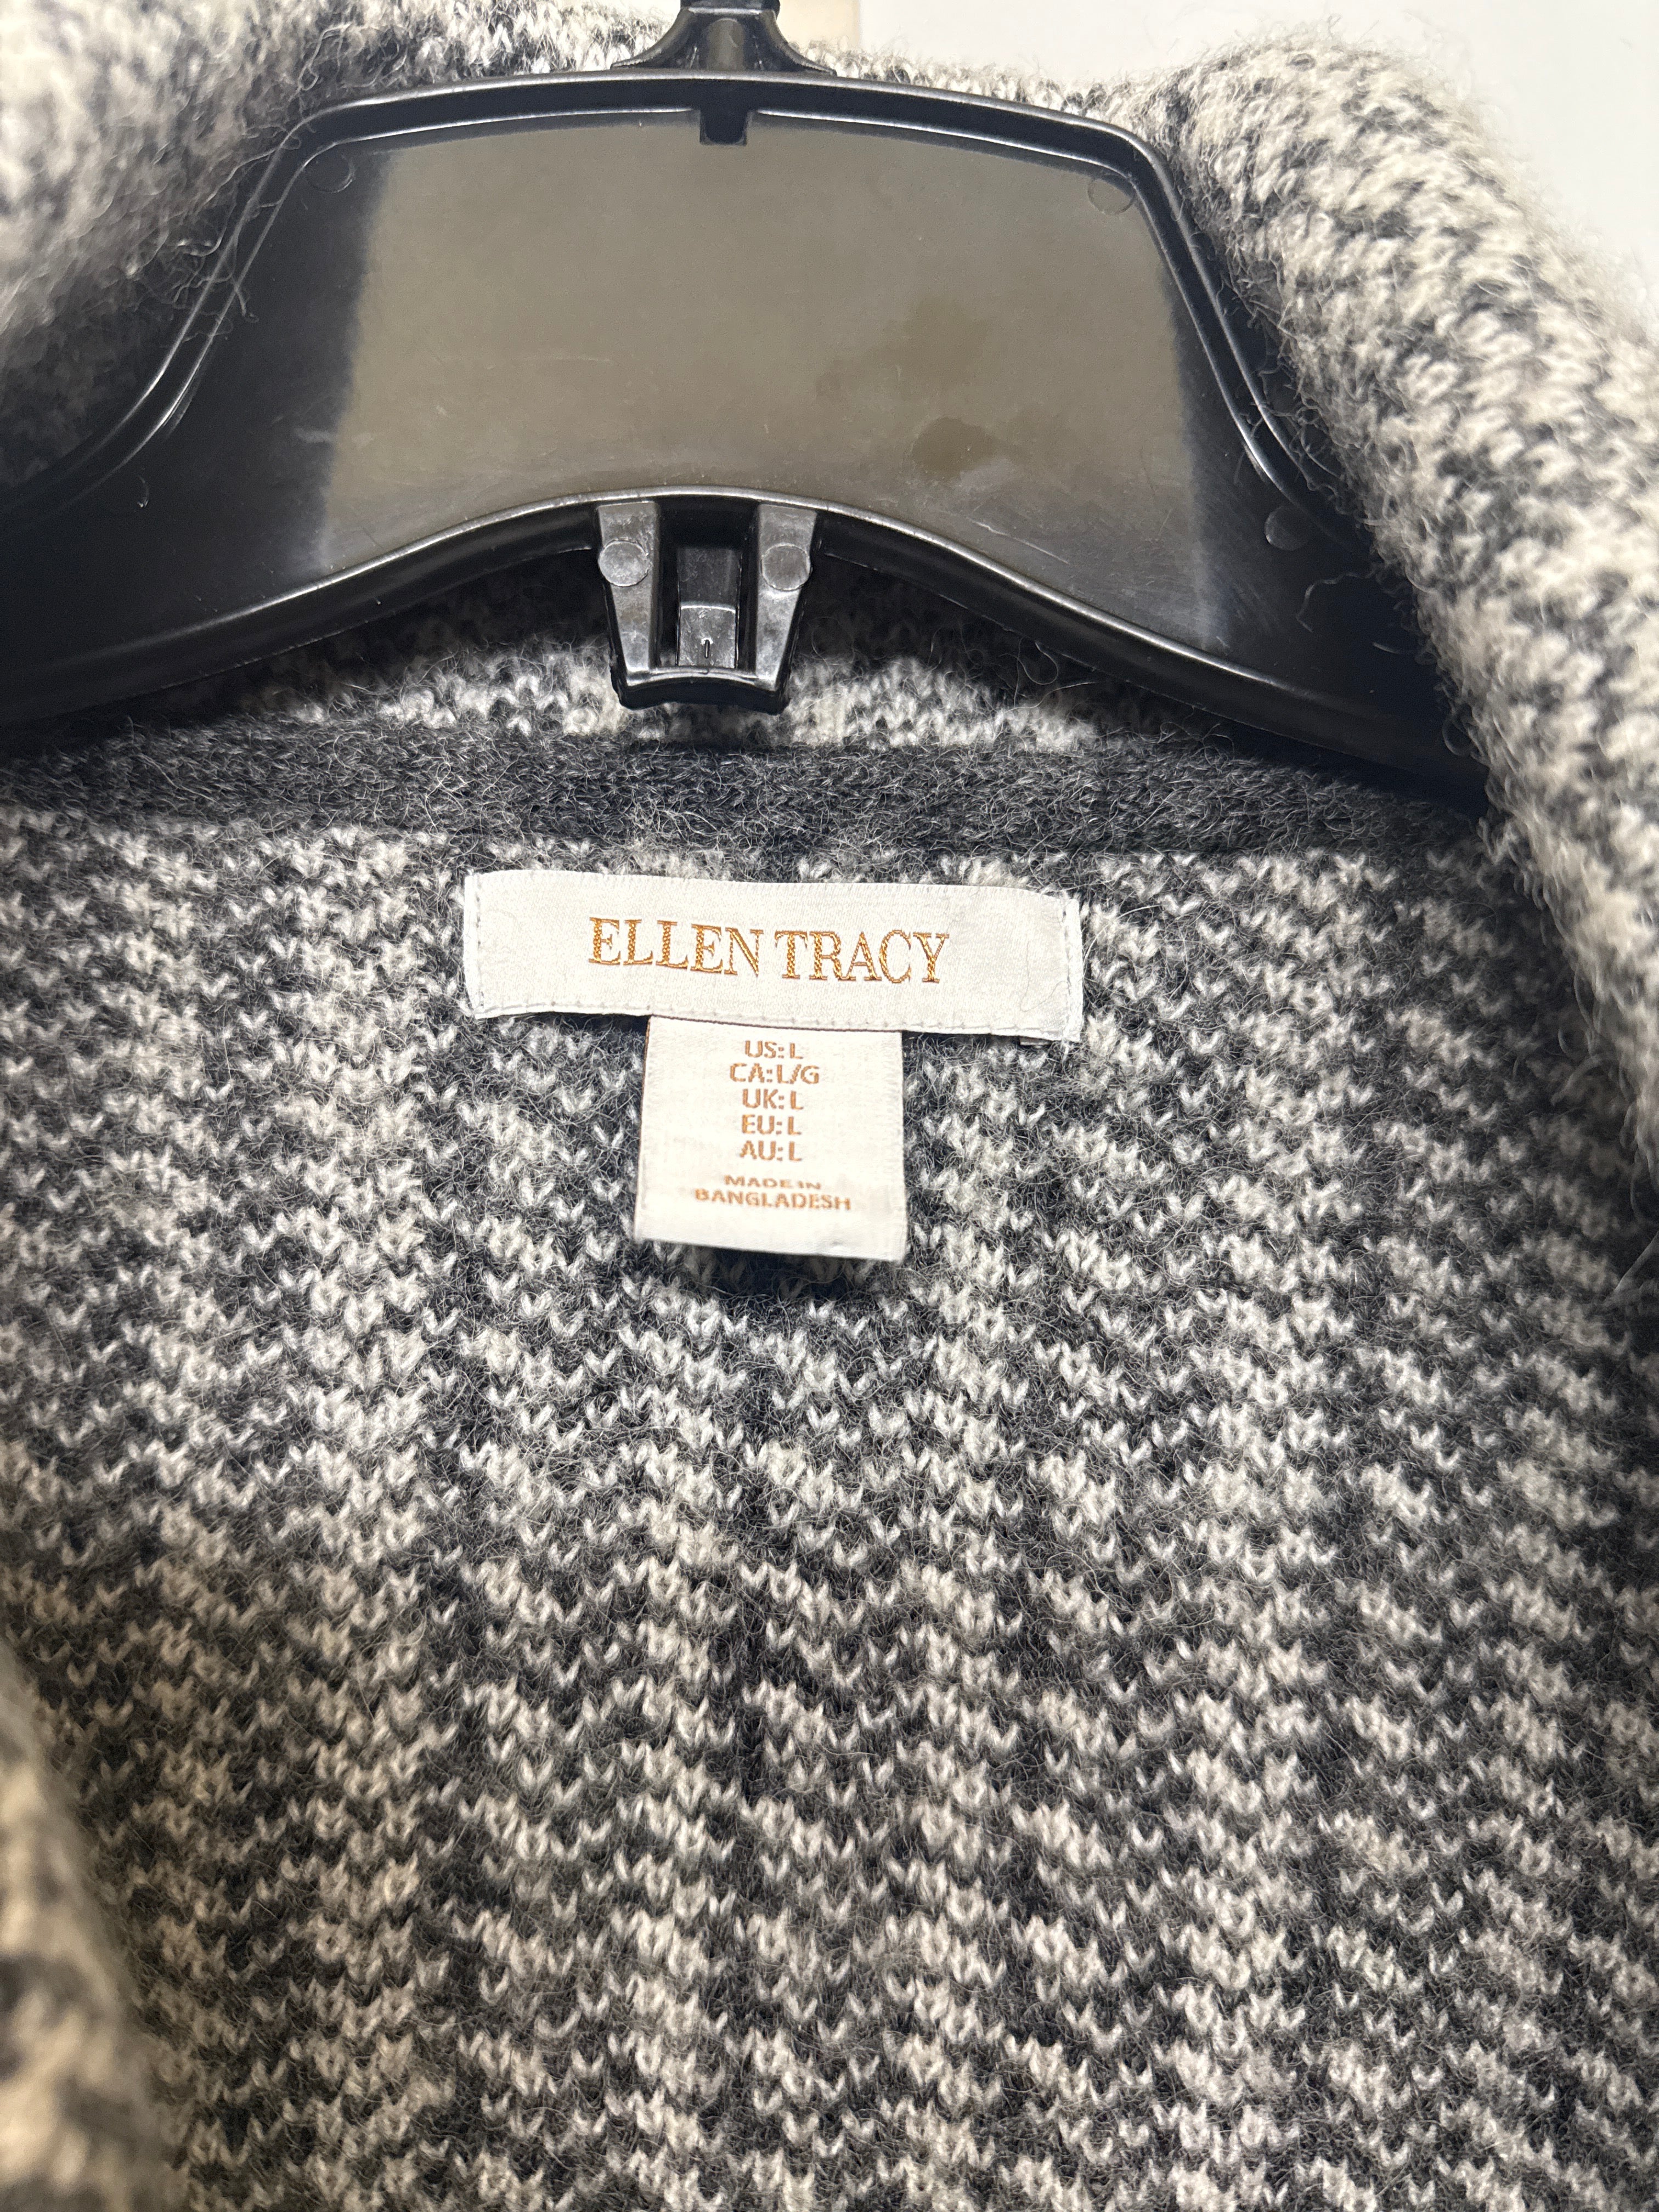 ELLEN TRACY
US: L
CA: L/G
UK: L
EU: L
AU: L
MADE IN
BANGLADESH